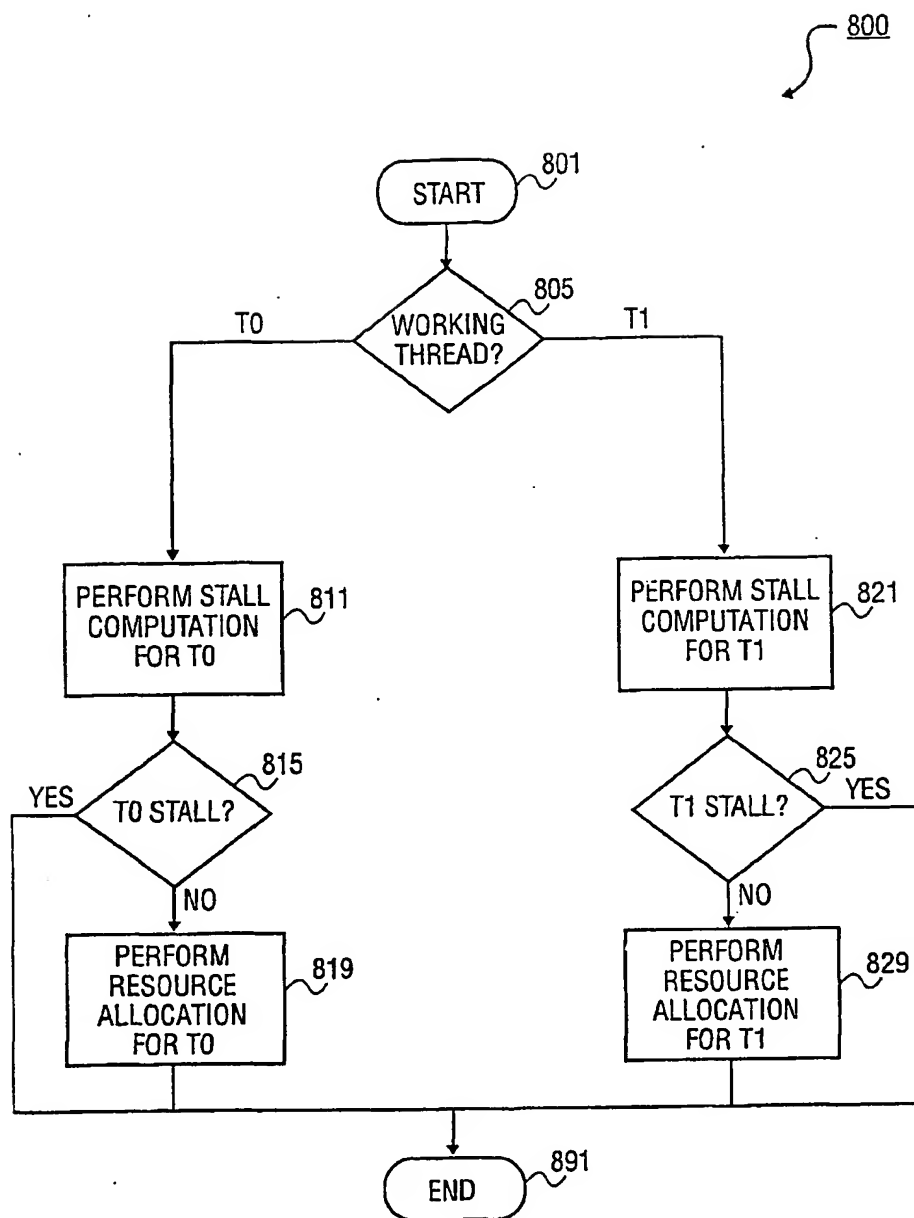 800
START
801
WORKING
THREAD?
805
T0
T1
PERFORM STALL
COMPUTATION
FOR T0
811
PERFORM STALL
COMPUTATION
FOR T1
821
T0 STALL?
815
YES
NO
T1 STALL?
825
YES
NO
PERFORM
RESOURCE
ALLOCATION
FOR T0
819
PERFORM
RESOURCE
ALLOCATION
FOR T1
829
END
891